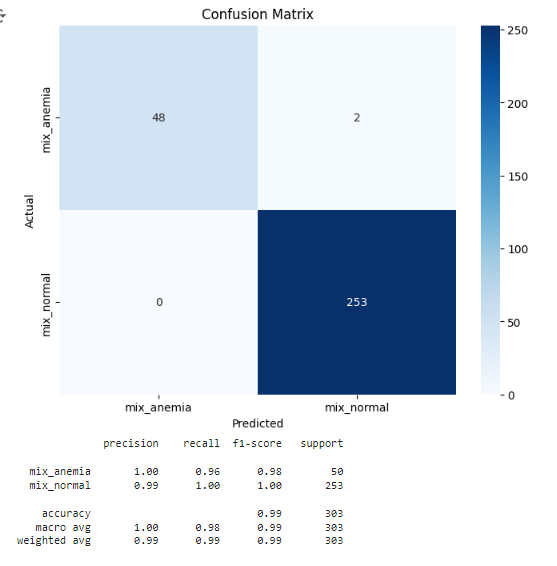 Confusion Matrix
250
200
150
100
50
0
mix_anemia
mix_normal
Actual
48 2
0 253
mix_anemia mix_normal
Predicted
precision recall f1-score support
mix_anemia 1.00 0.96 0.98 50
mix_normal 0.99 1.00 1.00 253
accuracy 0.99 303
macro avg 1.00 0.98 0.99 303
weighted avg 0.99 0.99 0.99 303